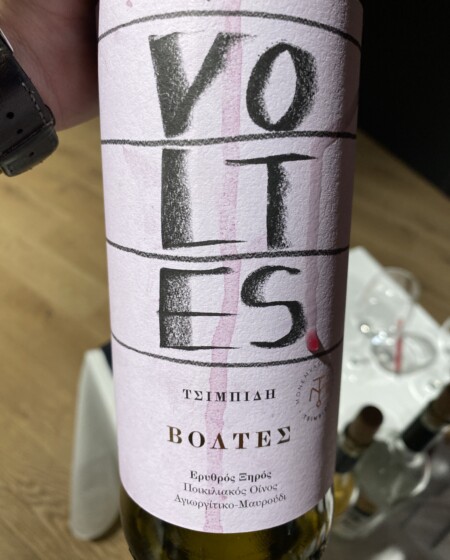 VO
LT
ES
ΤΣΙΜΠΙΔΗ
ΒΟΛΤΕΣ
Ερυθρός Ξηρός
Ποικιλιακός Οίνος
Αγιωργίτικο-Μαυρούδι